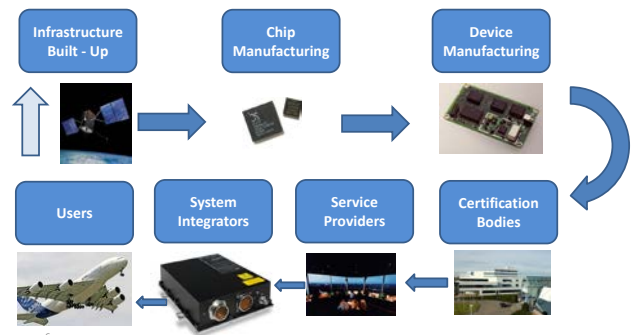 Infrastructure
Built - Up
Chip
Manufacturing
Device
Manufacturing
Users
System
Integrators
Service
Providers
Certification
Bodies